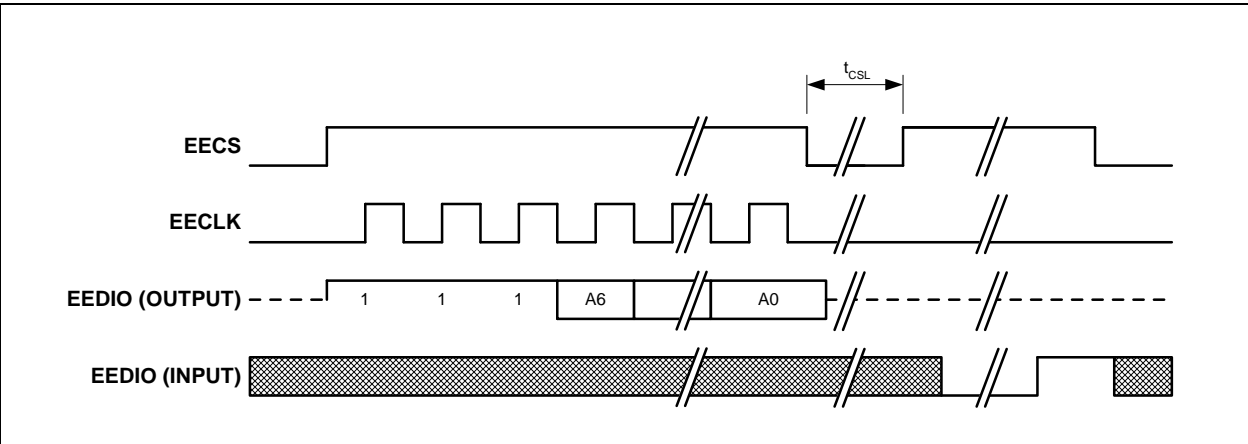 tCSL
EECS
EECLK
EEDIO (OUTPUT)
1 1 1 A6 A0
EEDIO (INPUT)